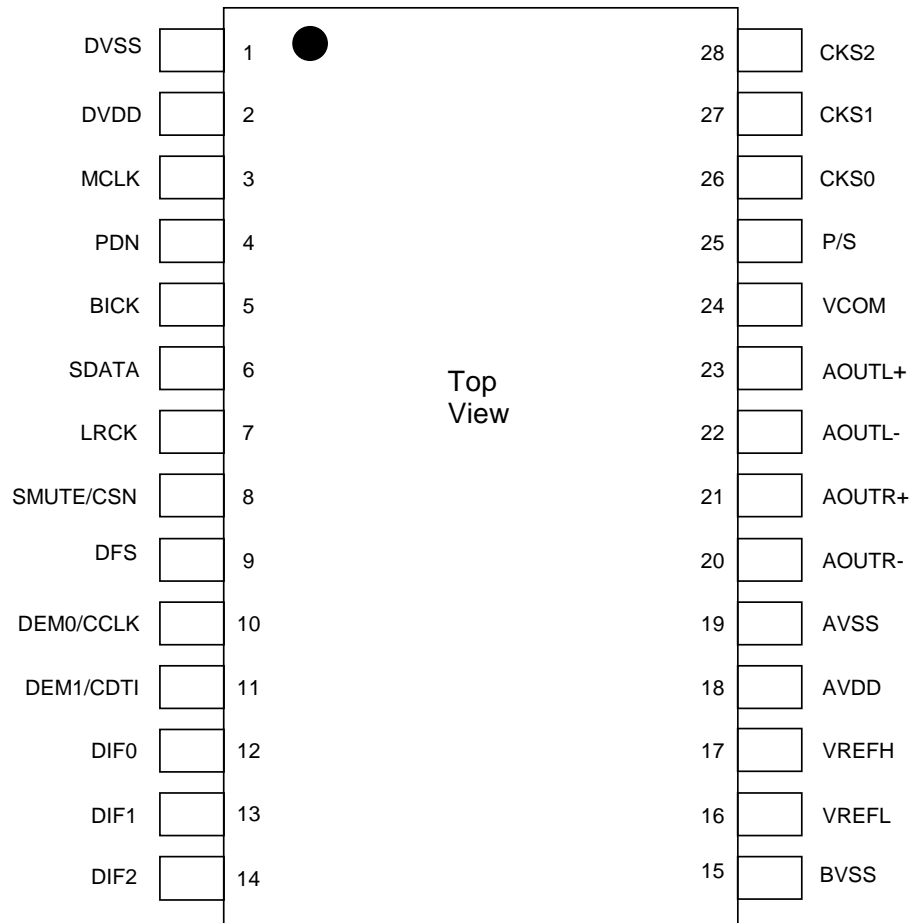 DVSS 1 28 CKS2
DVDD 2 27 CKS1
MCLK 3 26 CKS0
PDN 4 25 P/S
BICK 5 24 VCOM
SDATA 6 23 AOUTL+
Top
View
LRCK 7 22 AOUTL-
SMUTE/CSN 8 21 AOUTR+
DFS 9 20 AOUTR-
DEM0/CCLK 10 19 AVSS
DEM1/CDTI 11 18 AVDD
DIF0 12 17 VREFH
DIF1 13 16 VREFL
DIF2 14 15 BVSS